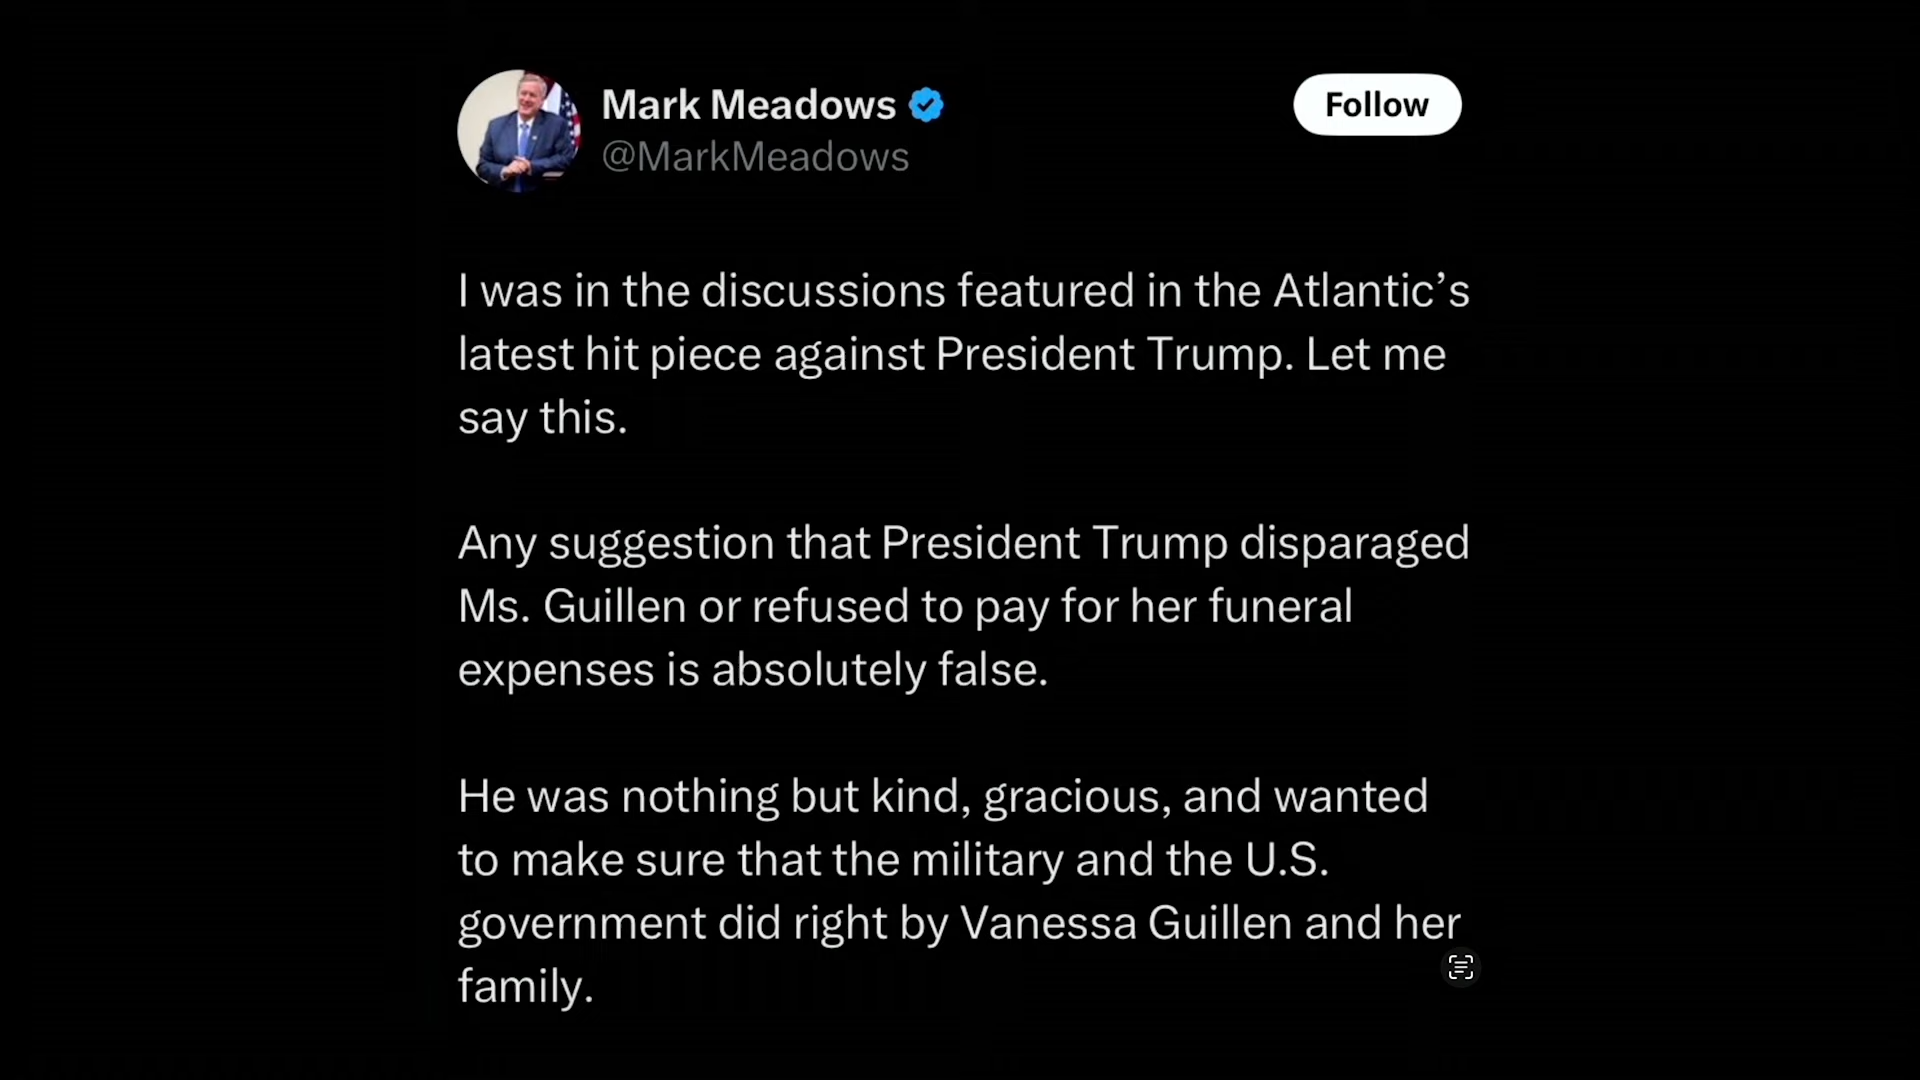 Mark Meadows
Follow
@MarkMeadows
I was in the discussions featured in the Atlantic’s
latest hit piece against President Trump. Let me
say this.
Any suggestion that President Trump disparaged
Ms. Guillen or refused to pay for her funeral
expenses is absolutely false.
He was nothing but kind, gracious, and wanted
to make sure that the military and the U.S.
government did right by Vanessa Guillen and her
family.